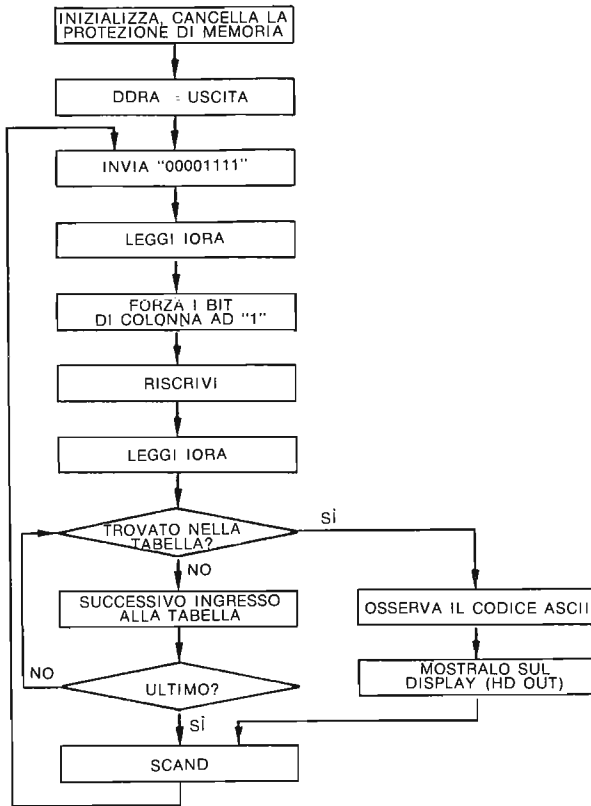 INIZIALIZZA, CANCELLA LA
PROTEZIONE DI MEMORIA
DDRA = USCITA
INVIA "00001111"
LEGGI IORA
FORZA I BIT
DI COLONNA AD "1"
RISCRIVI
LEGGI IORA
TROVATO NELLA
TABELLA?
SÌ
NO
SUCCESSIVO INGRESSO
ALLA TABELLA
OSSERVA IL CODICE ASCII
MOSTRALO SUL
DISPLAY (HD OUT)
NO
ULTIMO?
SÌ
SCAND